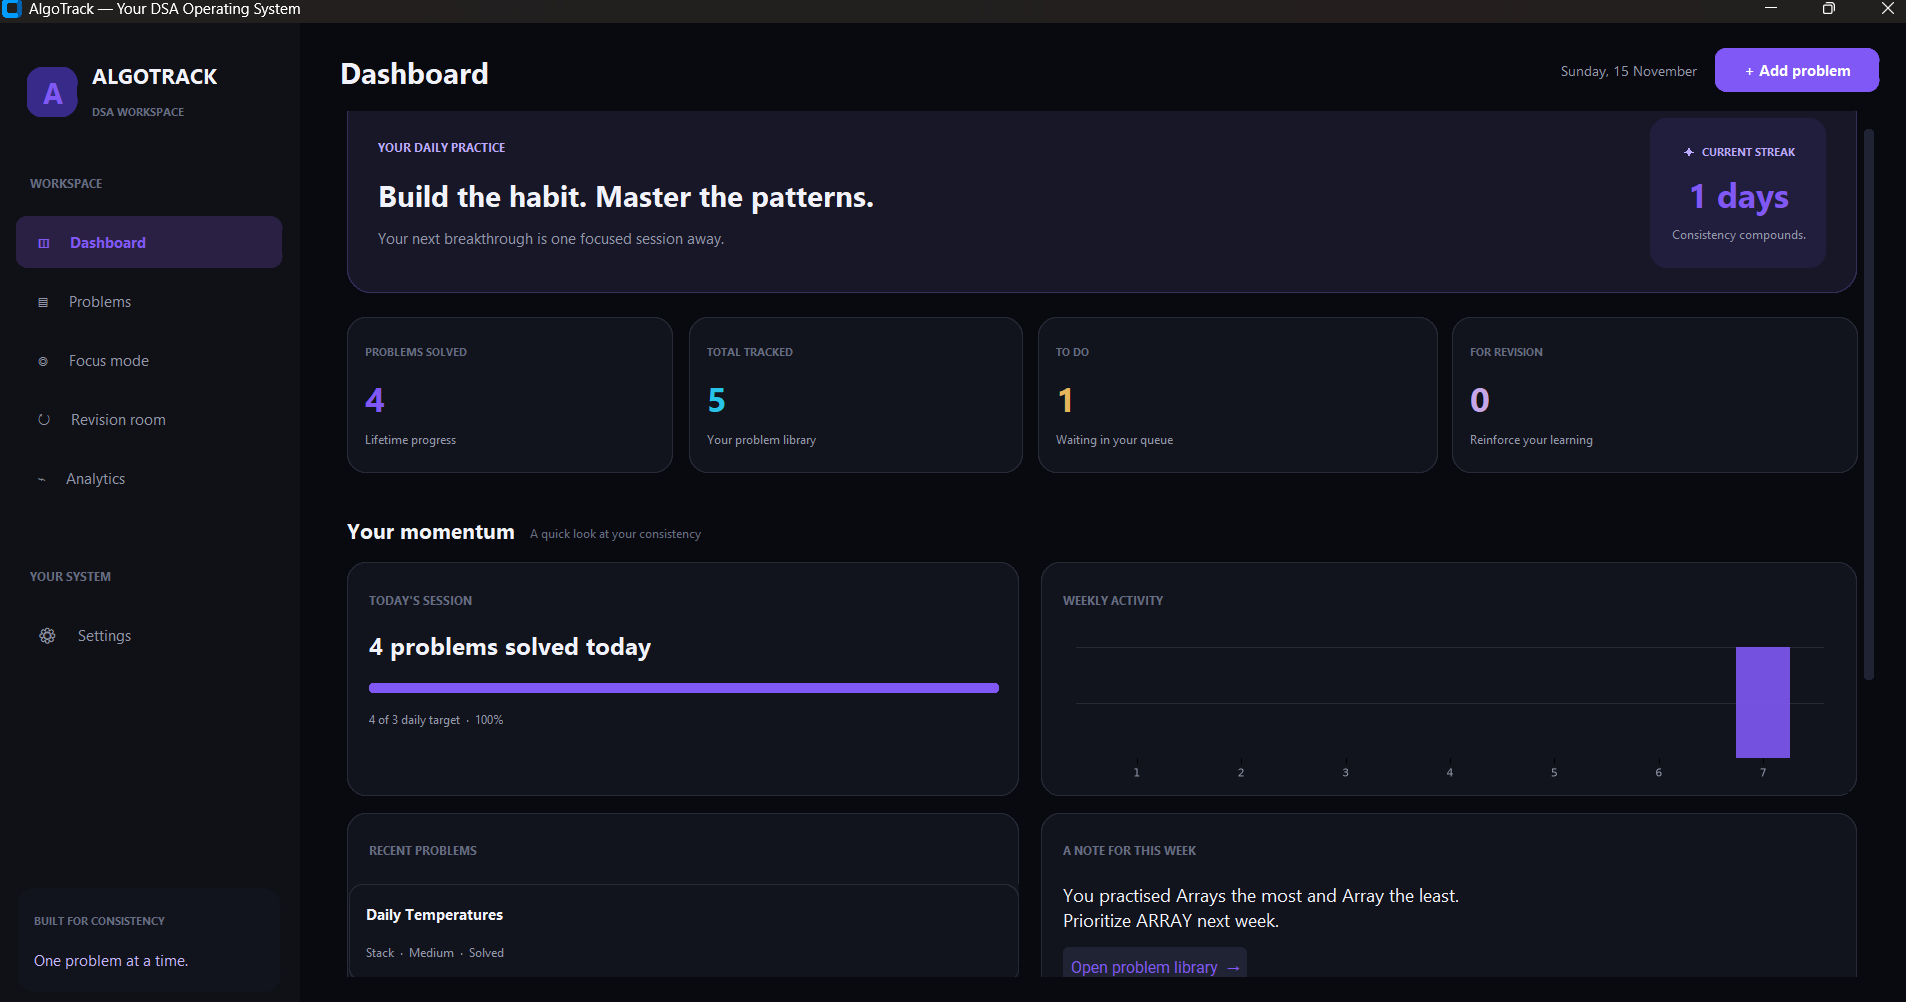 AlgoTrack — Your DSA Operating System
A
ALGOTRACK
DSA WORKSPACE
WORKSPACE
Dashboard
Problems
Focus mode
Revision room
Analytics
YOUR SYSTEM
Settings
BUILT FOR CONSISTENCY
One problem at a time.
Dashboard
Sunday, 15 November
+ Add problem
YOUR DAILY PRACTICE
Build the habit. Master the patterns.
Your next breakthrough is one focused session away.
✦ CURRENT STREAK
1 days
Consistency compounds.
PROBLEMS SOLVED
4
Lifetime progress
TOTAL TRACKED
5
Your problem library
TO DO
1
Waiting in your queue
FOR REVISION
0
Reinforce your learning
Your momentum A quick look at your consistency
TODAY'S SESSION
4 problems solved today
4 of 3 daily target · 100%
WEEKLY ACTIVITY
1 2 3 4 5 6 7
RECENT PROBLEMS
Daily Temperatures
Stack · Medium · Solved
A NOTE FOR THIS WEEK
You practised Arrays the most and Array the least.
Prioritize ARRAY next week.
Open problem library →